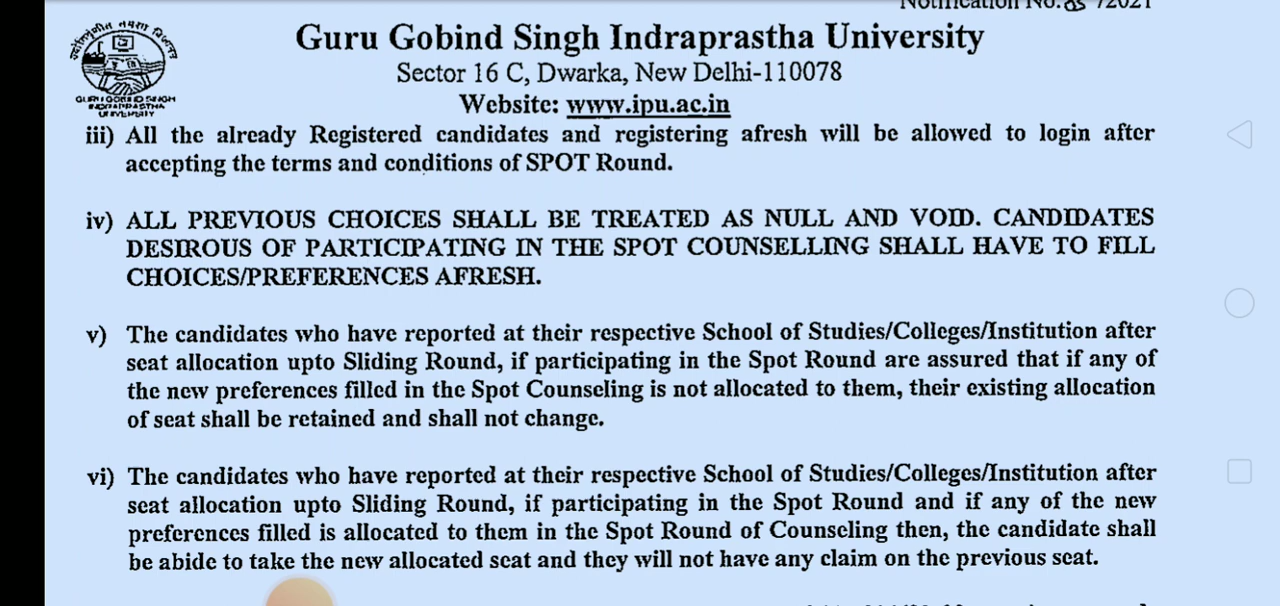 Notification No. 85 /2021
Guru Gobind Singh Indraprastha University
Sector 16 C, Dwarka, New Delhi-110078
Website: www.ipu.ac.in
GURU GOBIND SINGH
INDRAPRASTHA
UNIVERSITY
iii) All the already Registered candidates and registering afresh will be allowed to login after
accepting the terms and conditions of SPOT Round.
iv) ALL PREVIOUS CHOICES SHALL BE TREATED AS NULL AND VOID. CANDIDATES
DESIROUS OF PARTICIPATING IN THE SPOT COUNSELLING SHALL HAVE TO FILL
CHOICES/PREFERENCES AFRESH.
v) The candidates who have reported at their respective School of Studies/Colleges/Institution after
seat allocation upto Sliding Round, if participating in the Spot Round are assured that if any of
the new preferences filled in the Spot Counseling is not allocated to them, their existing allocation
of seat shall be retained and shall not change.
vi) The candidates who have reported at their respective School of Studies/Colleges/Institution after
seat allocation upto Sliding Round, if participating in the Spot Round and if any of the new
preferences filled is allocated to them in the Spot Round of Counseling then, the candidate shall
be abide to take the new allocated seat and they will not have any claim on the previous seat.